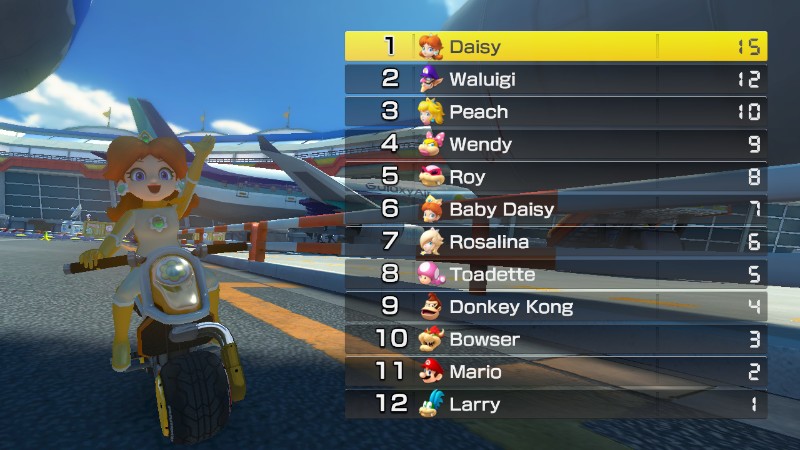 1 Daisy 15
2 Waluigi 12
3 Peach 10
4 Wendy 9
5 Roy 8
6 Baby Daisy 7
7 Rosalina 6
8 Toadette 5
9 Donkey Kong 4
10 Bowser 3
11 Mario 2
12 Larry 1
Galaxy Air